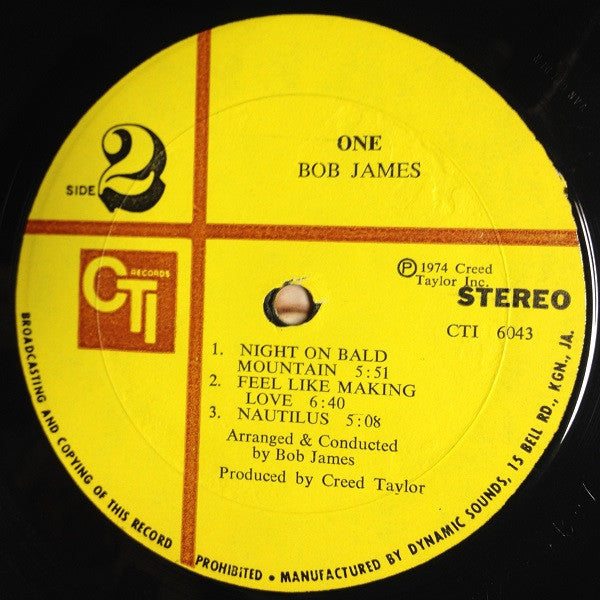 ONE
BOB JAMES
SIDE 2
CTI RECORDS
℗ 1974 Creed
Taylor Inc.
STEREO
CTI 6043
1. NIGHT ON BALD
MOUNTAIN 5:51
2. FEEL LIKE MAKING
LOVE 6:40
3. NAUTILUS 5:08
Arranged & Conducted
by Bob James
Produced by Creed Taylor
BROADCASTING AND COPYING OF THIS RECORD PROHIBITED • MANUFACTURED BY DYNAMIC SOUNDS, 15 BELL RD., KGN., JA.